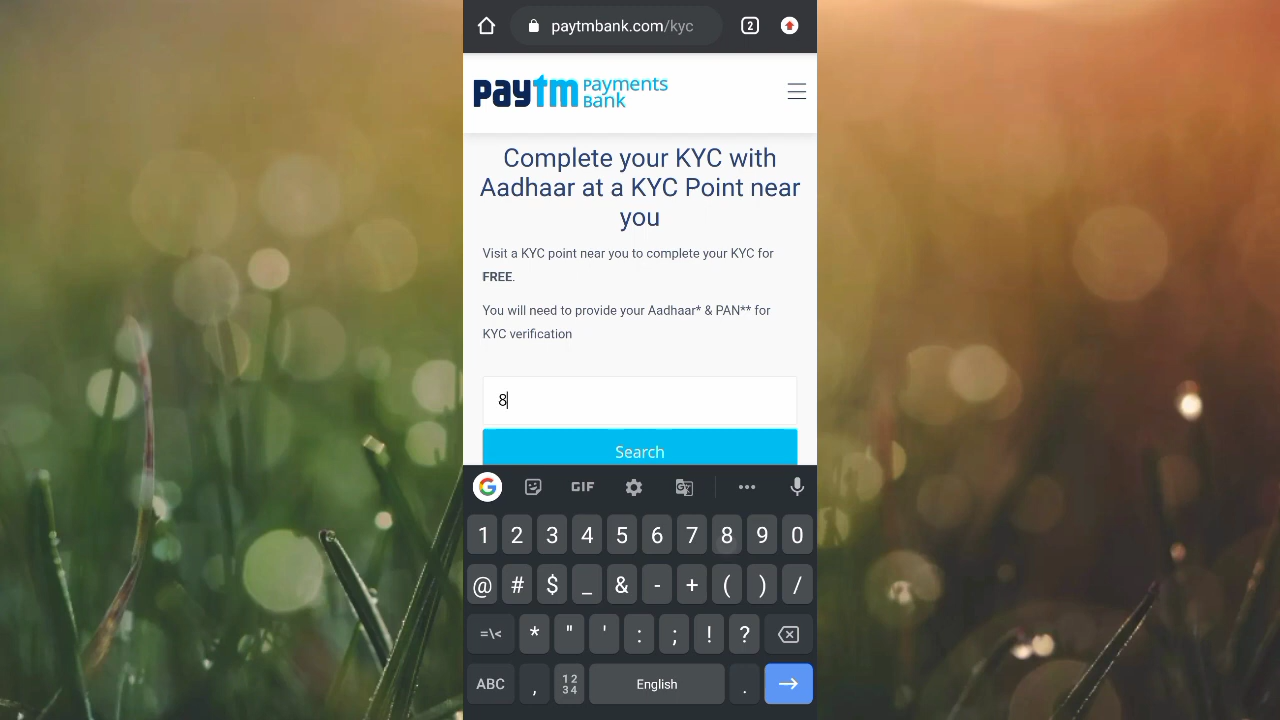 paytmbank.com/kyc
2
paytm Payments
Bank
Complete your KYC with
Aadhaar at a KYC Point near
you
Visit a KYC point near you to complete your KYC for
FREE.
You will need to provide your Aadhaar* & PAN** for
KYC verification
8
Search
G GIF G
1 2 3 4 5 6 7 8 9 0
@ # $ _ & - + ( ) /
=\< * " ' : ; ! ?
ABC , 12 English .
34